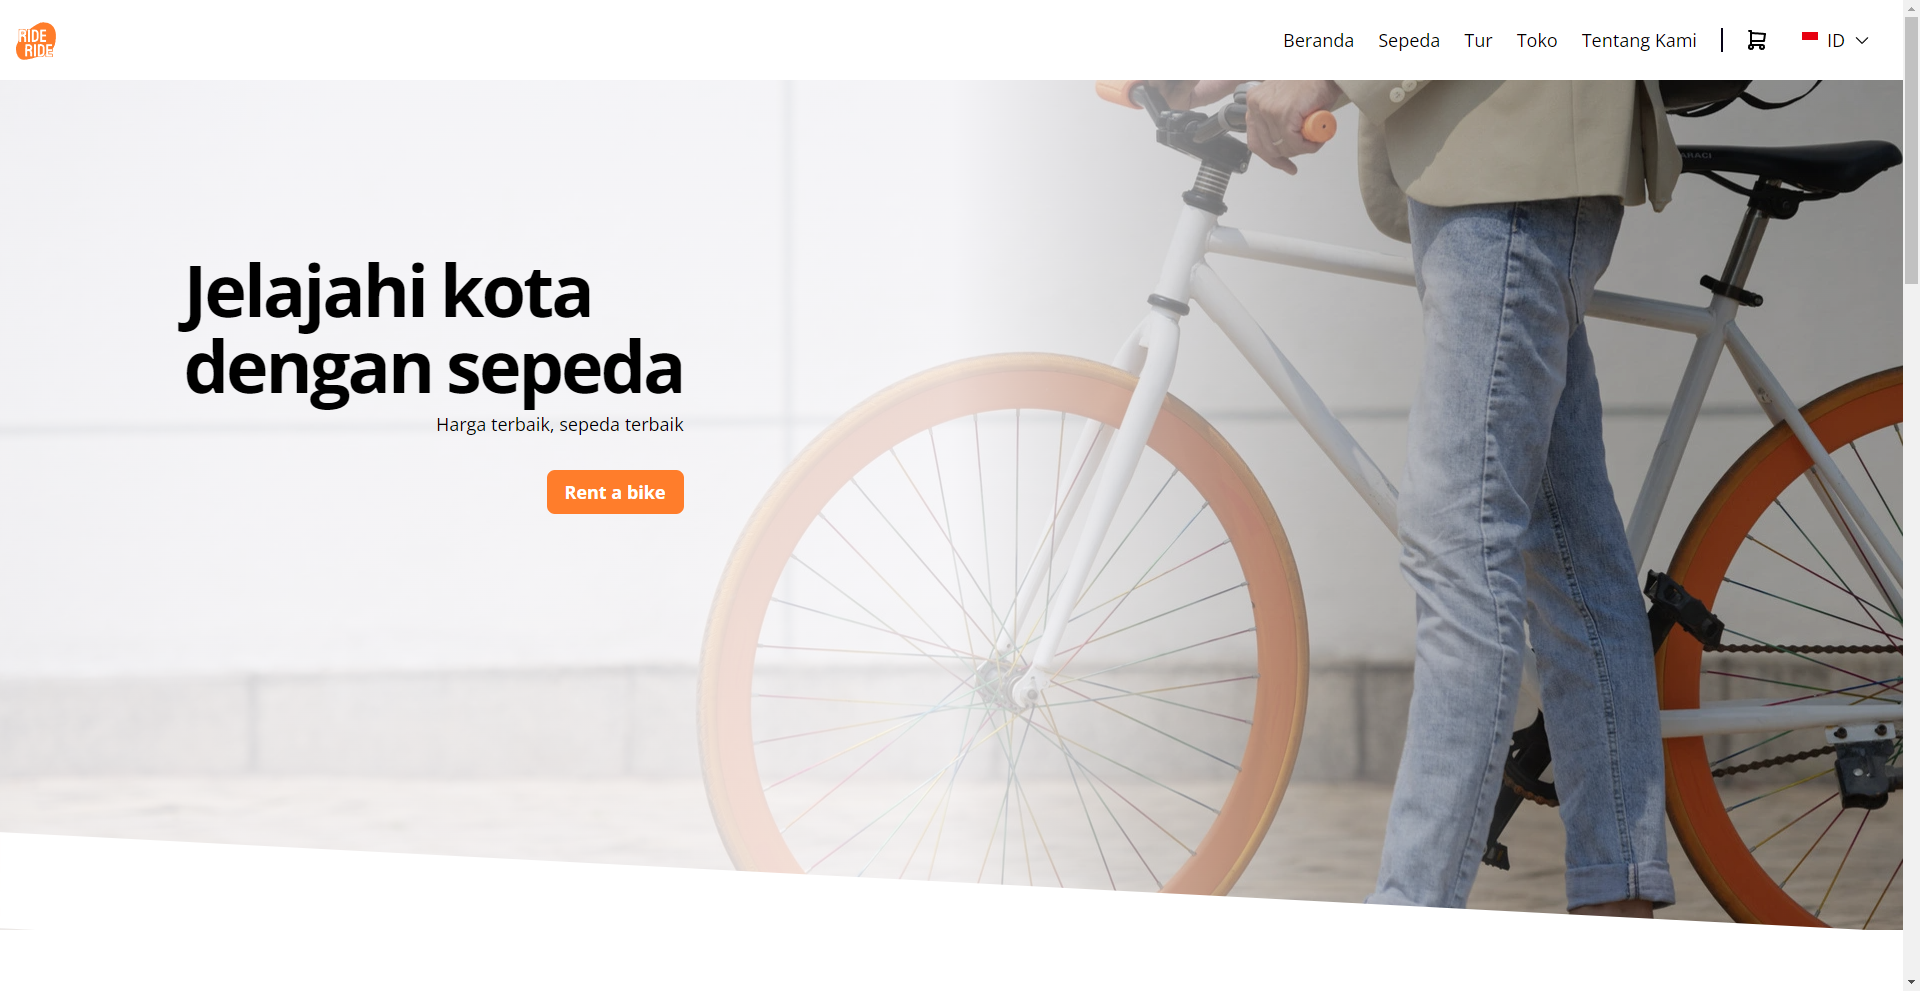 RIDE
RIDE
Beranda Sepeda Tur Toko Tentang Kami ID
Jelajahi kota
dengan sepeda
Harga terbaik, sepeda terbaik
Rent a bike